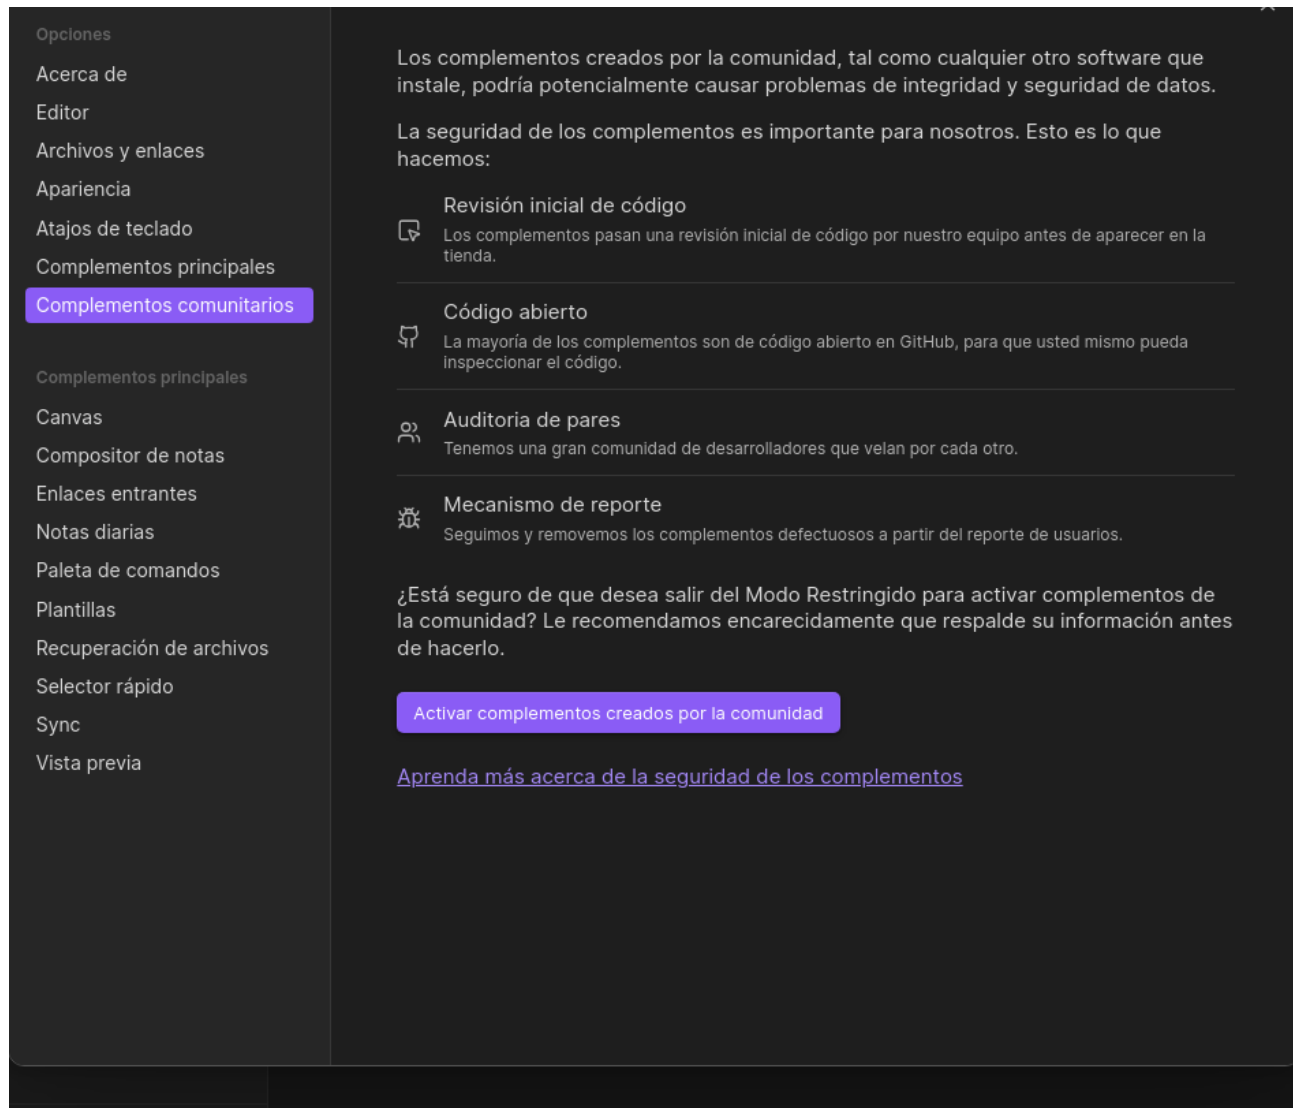 Opciones
Acerca de
Editor
Archivos y enlaces
Apariencia
Atajos de teclado
Complementos principales
Complementos comunitarios
Complementos principales
Canvas
Compositor de notas
Enlaces entrantes
Notas diarias
Paleta de comandos
Plantillas
Recuperación de archivos
Selector rápido
Sync
Vista previa
Los complementos creados por la comunidad, tal como cualquier otro software que
instale, podría potencialmente causar problemas de integridad y seguridad de datos.
La seguridad de los complementos es importante para nosotros. Esto es lo que
hacemos:
Revisión inicial de código
Los complementos pasan una revisión inicial de código por nuestro equipo antes de aparecer en la
tienda.
Código abierto
La mayoría de los complementos son de código abierto en GitHub, para que usted mismo pueda
inspeccionar el código.
Auditoria de pares
Tenemos una gran comunidad de desarrolladores que velan por cada otro.
Mecanismo de reporte
Seguimos y removemos los complementos defectuosos a partir del reporte de usuarios.
¿Está seguro de que desea salir del Modo Restringido para activar complementos de
la comunidad? Le recomendamos encarecidamente que respalde su información antes
de hacerlo.
Activar complementos creados por la comunidad
Aprenda más acerca de la seguridad de los complementos